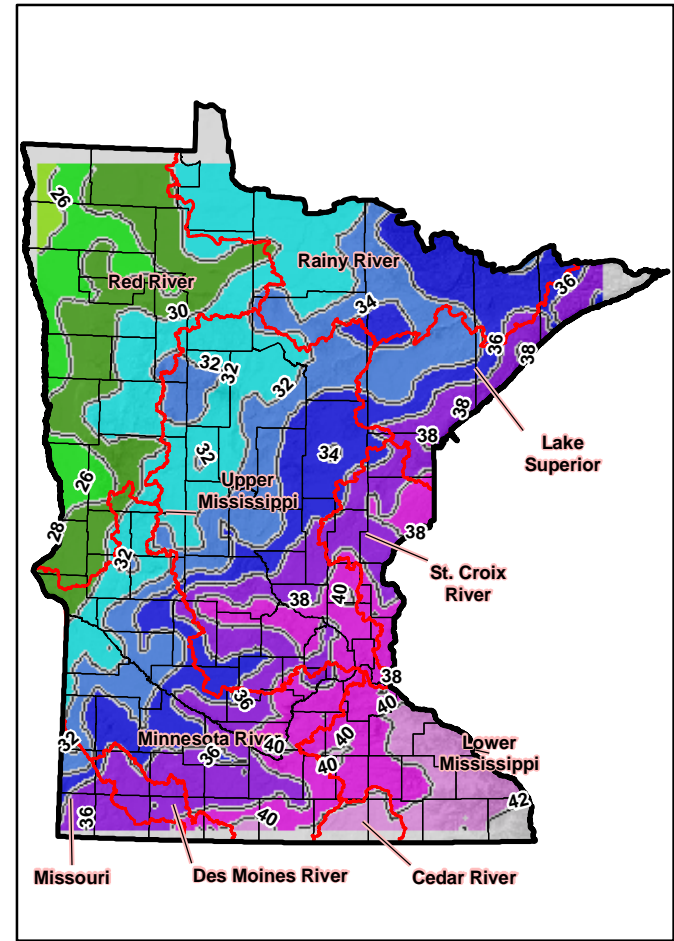 26
Rainy River
Red River
36
30
34
36
38
32
32
32
38
38
34
Lake
Superior
32
26
Upper
Mississippi
28
38
32
St. Croix
River
40
38
38
36
40
32
Minnesota River
40
40
36
Lower
Mississippi
40
42
36
40
Missouri
Des Moines River
Cedar River